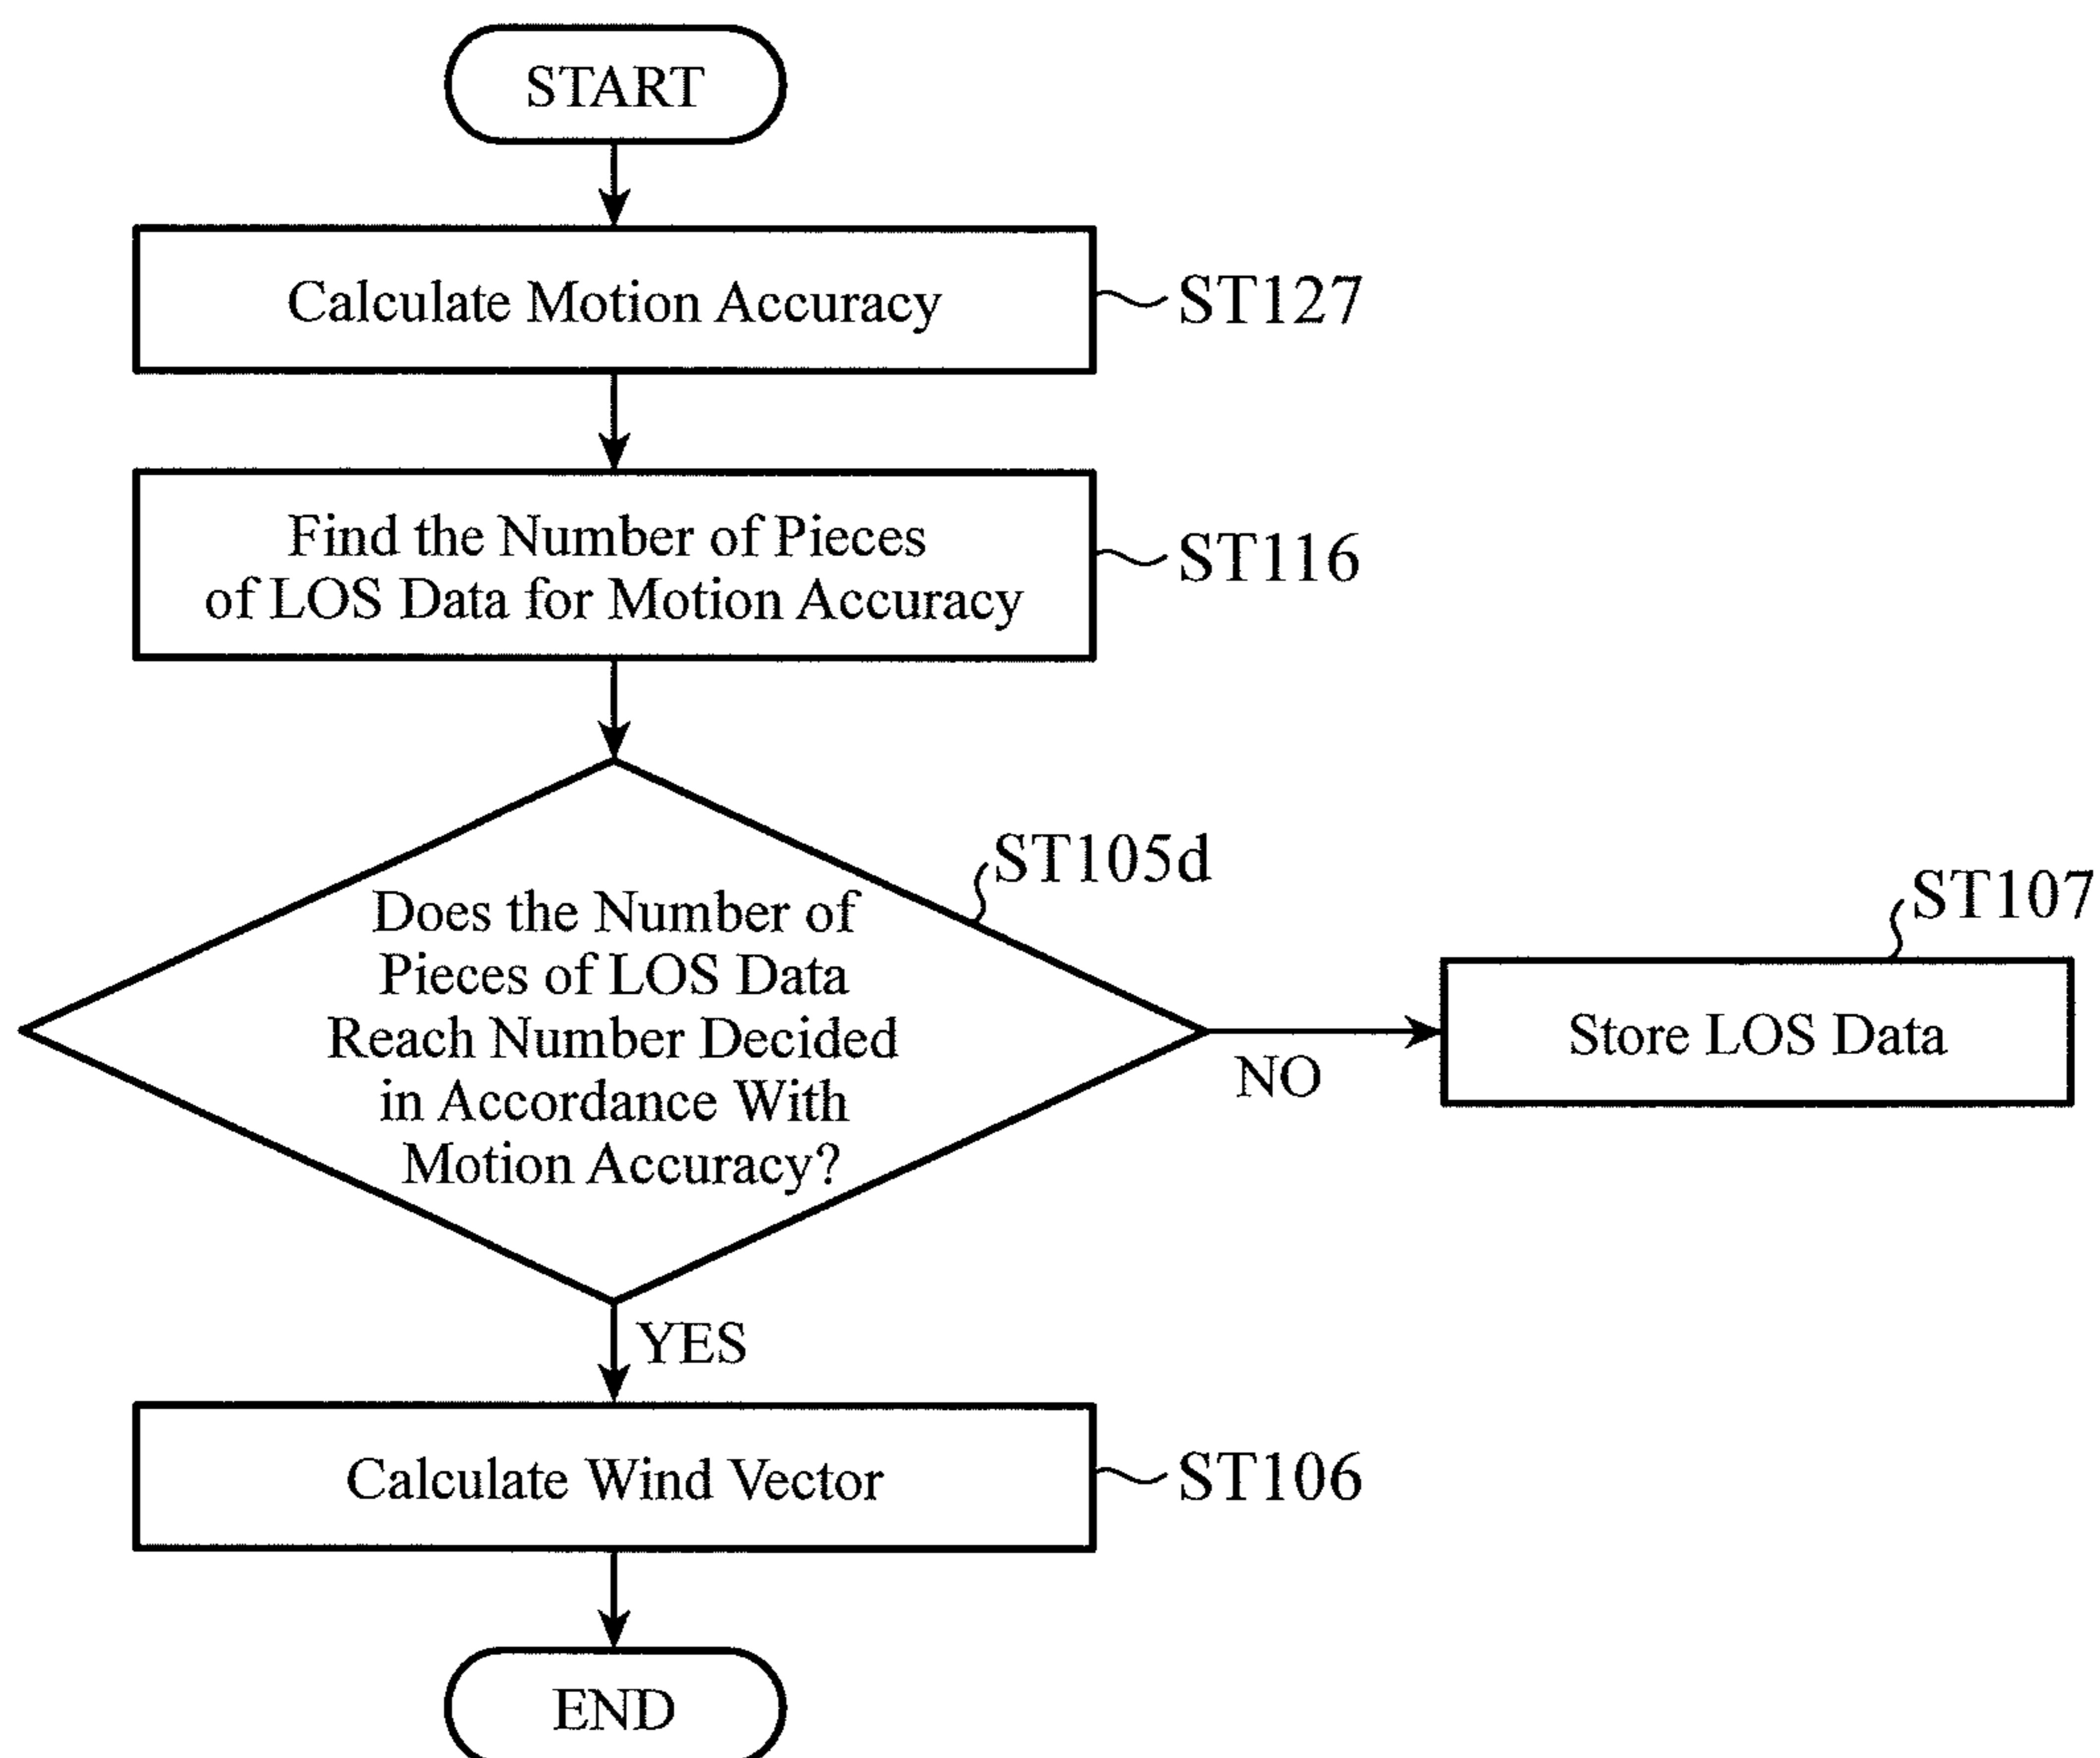 START
Calculate Motion Accuracy
ST127
Find the Number of Pieces
of LOS Data for Motion Accuracy
ST116
ST105d
Does the Number of
Pieces of LOS Data
Reach Number Decided
in Accordance With
Motion Accuracy?
NO
ST107
Store LOS Data
YES
Calculate Wind Vector
ST106
END